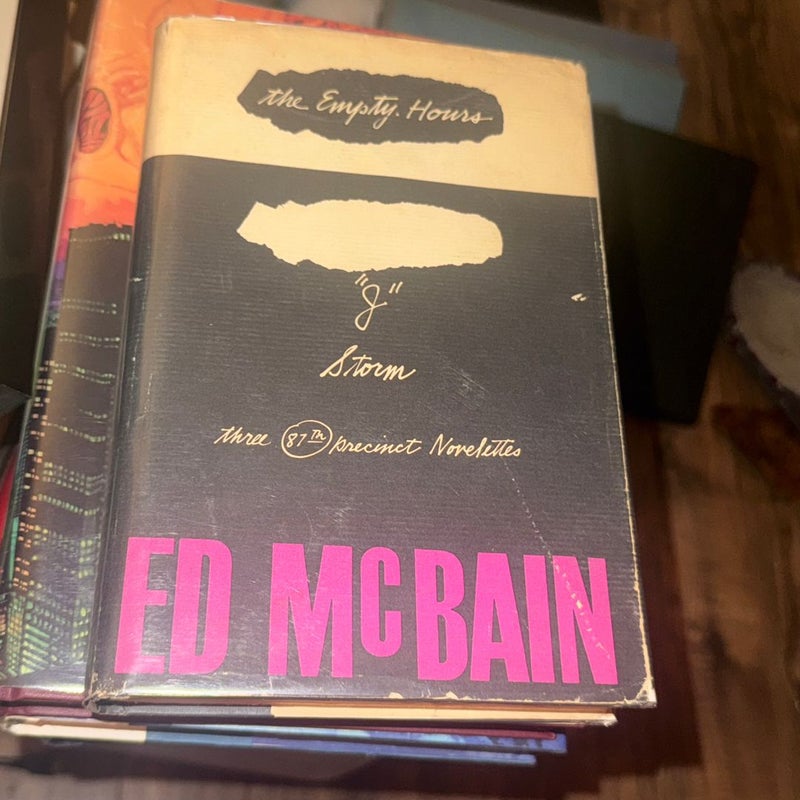 the Empty Hours
"J"
Storm
three 87th precinct Novelettes
ED McBAIN